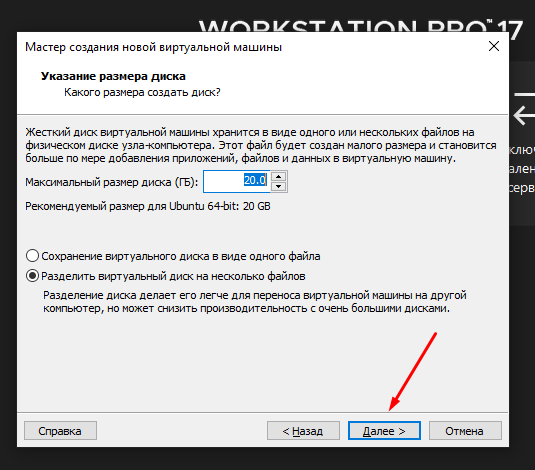 WORKSTATION PRO™ 17
Мастер создания новой виртуальной машины
Указание размера диска
Какого размера создать диск?
Жесткий диск виртуальной машины хранится в виде одного или нескольких файлов на
физическом диске узла-компьютера. Этот файл будет создан малого размера и становится
больше по мере добавления приложений, файлов и данных в виртуальную машину.
Максимальный размер диска (ГБ): 20.0
Рекомендуемый размер для Ubuntu 64-bit: 20 GB
Сохранение виртуального диска в виде одного файла
Разделить виртуальный диск на несколько файлов
Разделение диска делает его легче для переноса виртуальной машины на другой
компьютер, но может снизить производительность с очень большими дисками.
Справка
< Назад
Далее >
Отмена
ключ
ален
серв